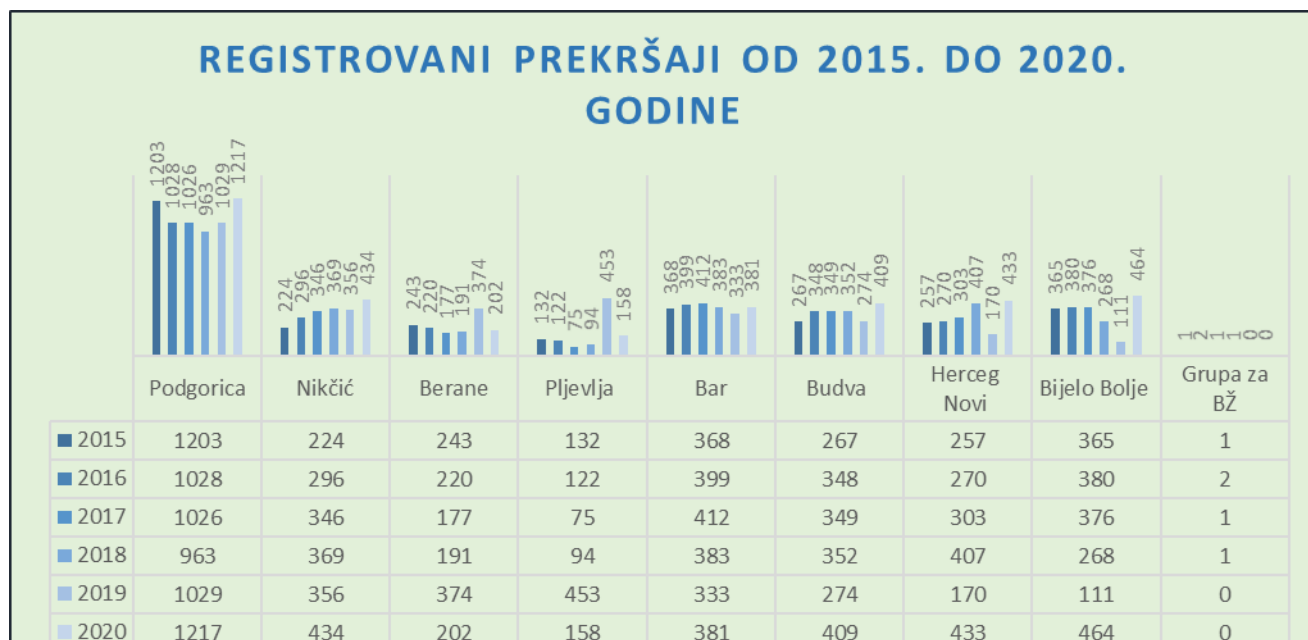 REGISTROVANI PREKRŠAJI OD 2015. DO 2020.
GODINE
1203 1028 1026 963 1029 1217 224 296 346 369 356 434 243 220 177 191 374 202 132 122 75 94 453 158 368 399 412 383 333 381 267 348 349 352 274 409 257 270 303 407 170 433 365 380 376 268 111 464 1 2 1 1 0 0
Podgorica Nikčić Berane Pljevlja Bar Budva Herceg Novi Bijelo Bolje Grupa za BŽ
2015 1203 224 243 132 368 267 257 365 1
2016 1028 296 220 122 399 348 270 380 2
2017 1026 346 177 75 412 349 303 376 1
2018 963 369 191 94 383 352 407 268 1
2019 1029 356 374 453 333 274 170 111 0
2020 1217 434 202 158 381 409 433 464 0